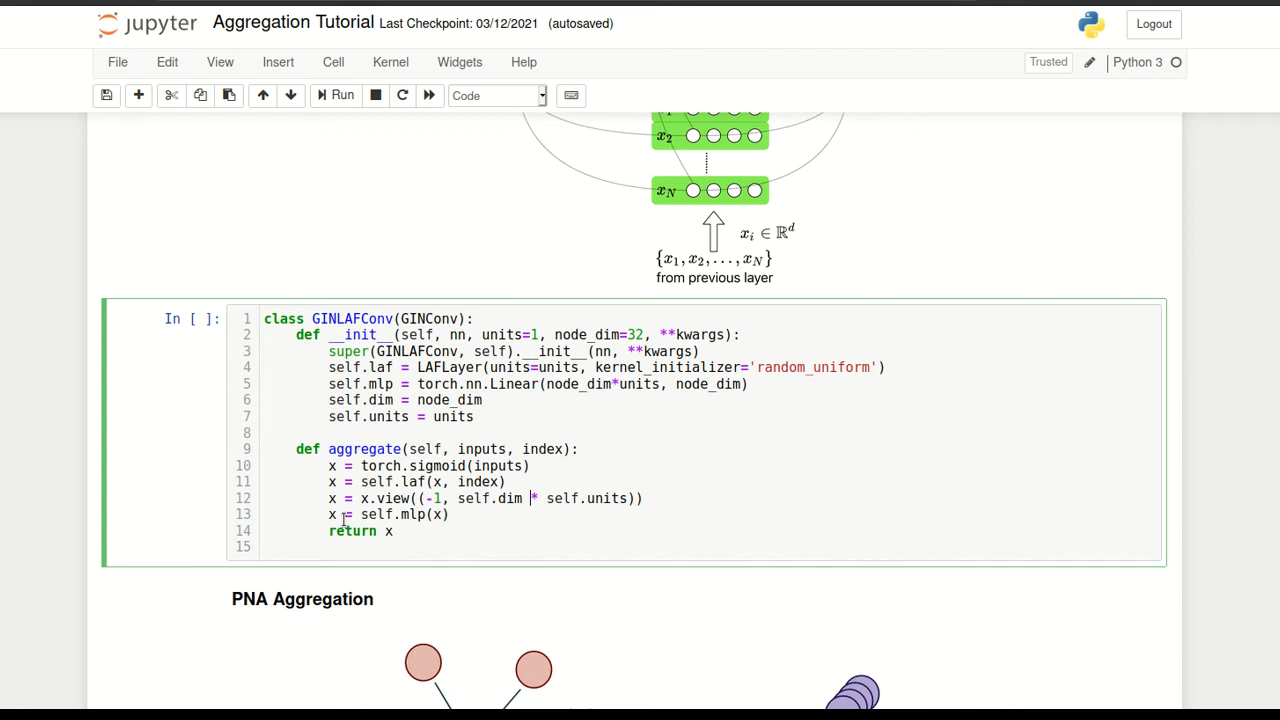 jupyter Aggregation Tutorial Last Checkpoint: 03/12/2021 (autosaved) Logout
File Edit View Insert Cell Kernel Widgets Help Trusted Python 3
Run Code
x2
xN
xi ∈ ℝd
{x1, x2, . . . , xN}
from previous layer
In [ ]:
1 class GINLAFConv(GINConv):
2     def __init__(self, nn, units=1, node_dim=32, **kwargs):
3         super(GINLAFConv, self).__init__(nn, **kwargs)
4         self.laf = LAFLayer(units=units, kernel_initializer='random_uniform')
5         self.mlp = torch.nn.Linear(node_dim*units, node_dim)
6         self.dim = node_dim
7         self.units = units
8
9     def aggregate(self, inputs, index):
10         x = torch.sigmoid(inputs)
11         x = self.laf(x, index)
12         x = x.view((-1, self.dim * self.units))
13         x = self.mlp(x)
14         return x
15
PNA Aggregation